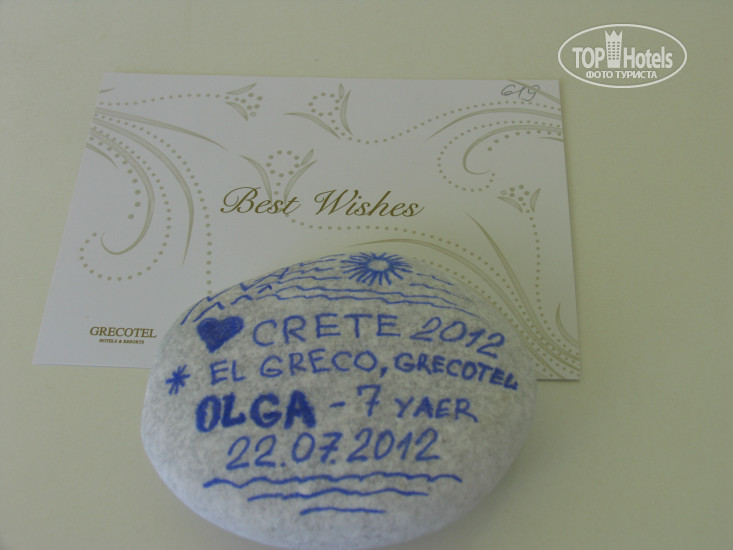 TOP Hotels
ФОТО ТУРИСТА
619
Best Wishes
GRECOTEL
HOTELS & RESORTS
CRETE 2012
EL GRECO, GRECOTEL
OLGA - 7 YAER
22.07.2012